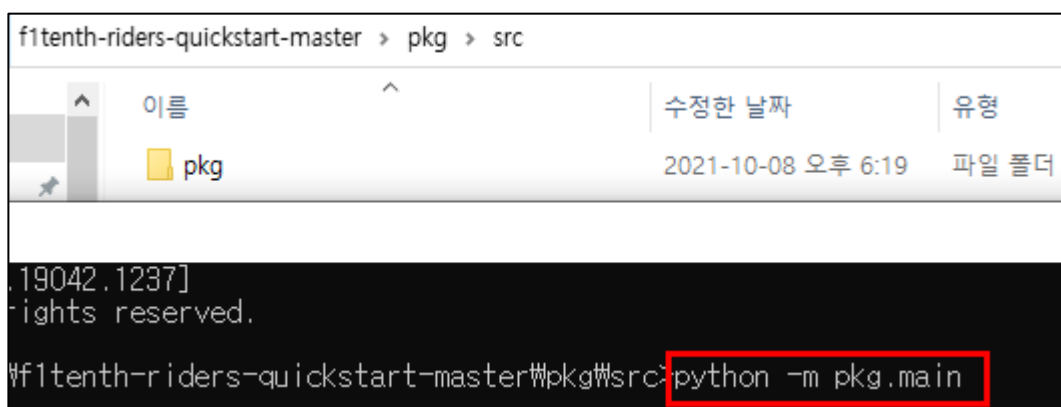 f1tenth-riders-quickstart-master > pkg > src
이름 수정한 날짜 유형
pkg 2021-10-08 오후 6:19 파일 폴더
.19042.1237]
rights reserved.
₩f1tenth-riders-quickstart-master₩pkg₩src>python -m pkg.main